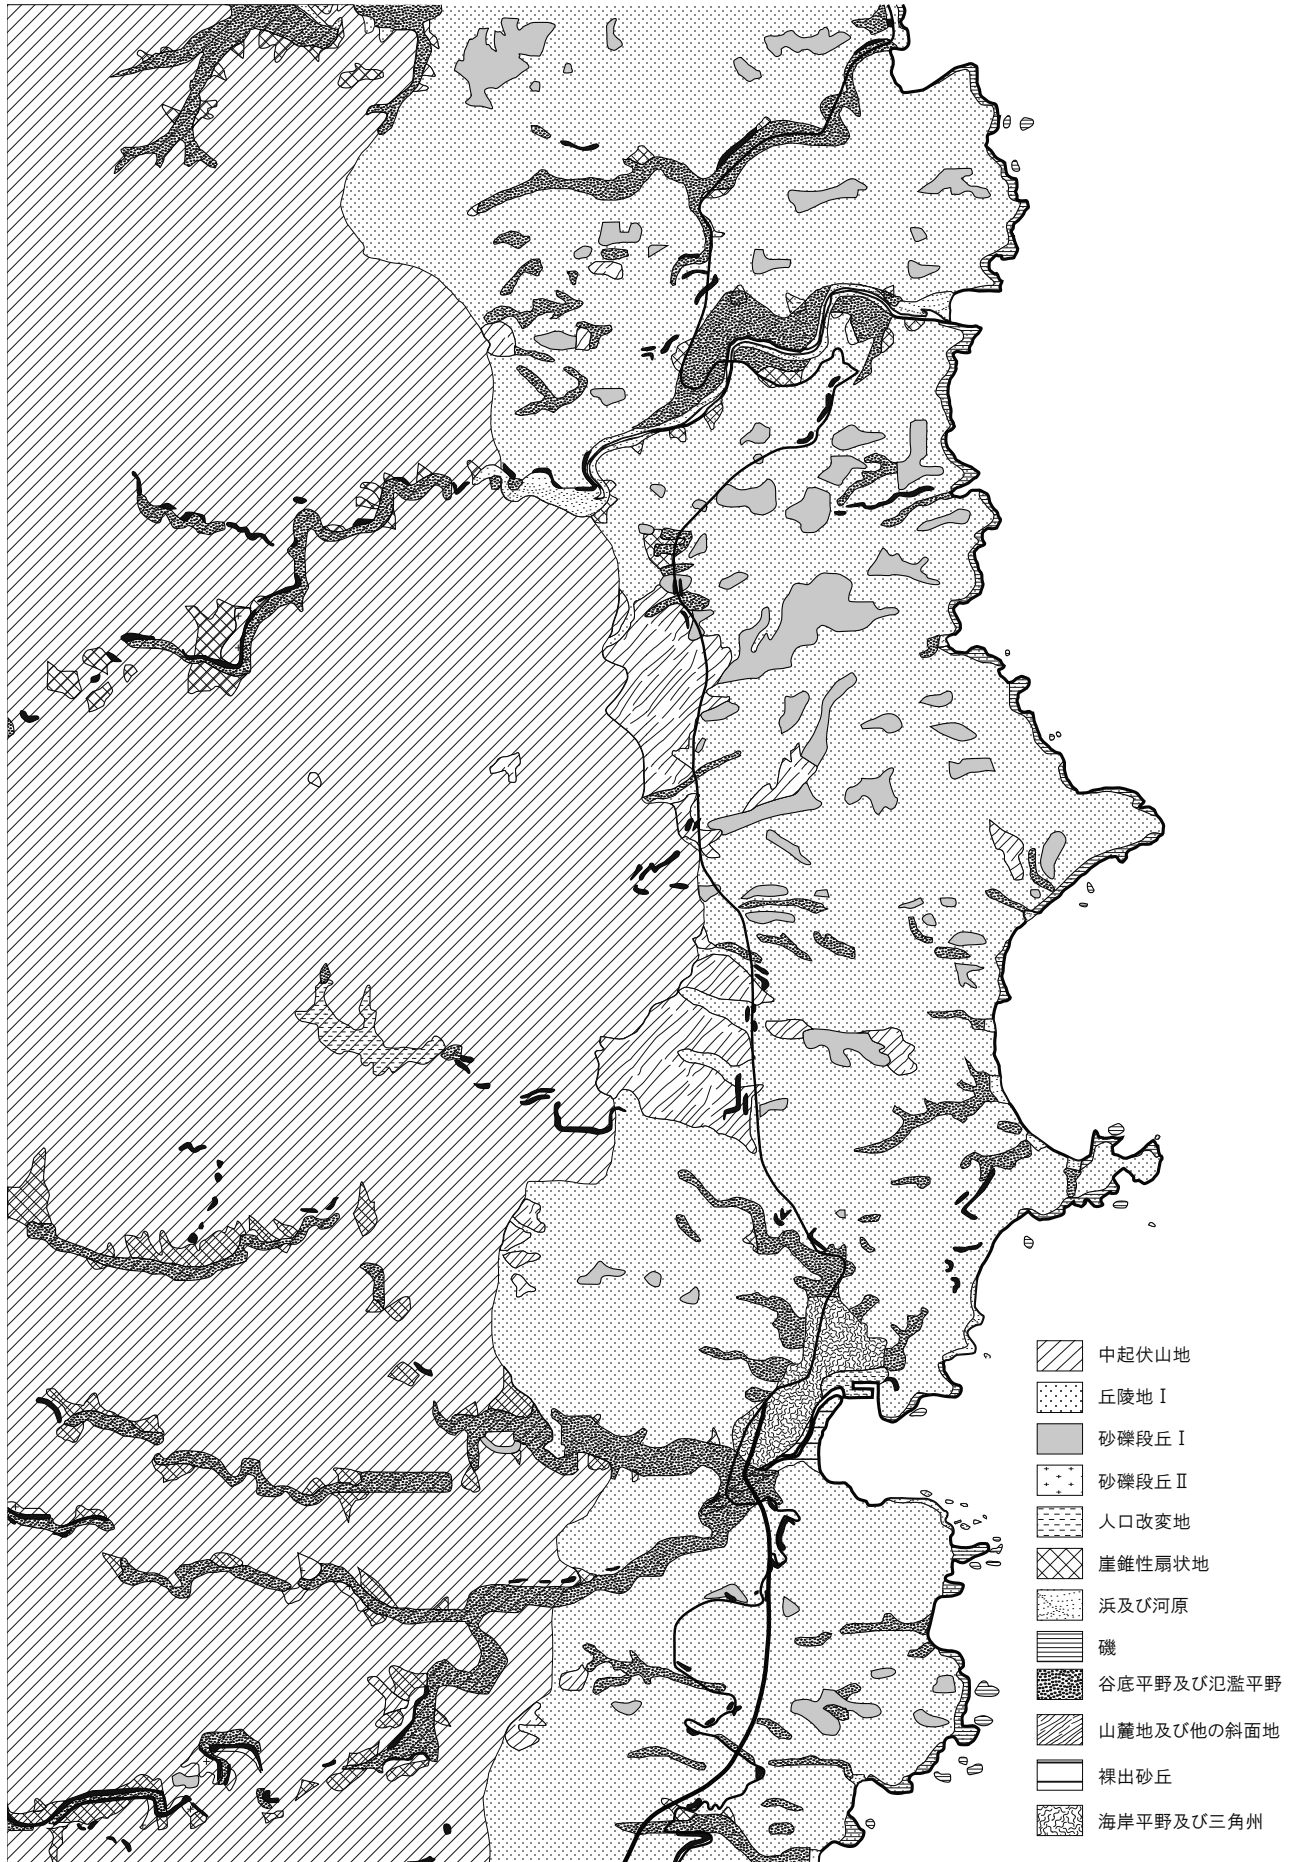 中起伏山地
丘陵地Ⅰ
砂礫段丘Ⅰ
砂礫段丘Ⅱ
人口改変地
崖錐性扇状地
浜及び河原
磯
谷底平野及び氾濫平野
山麓地及び他の斜面地
裸出砂丘
海岸平野及び三角州